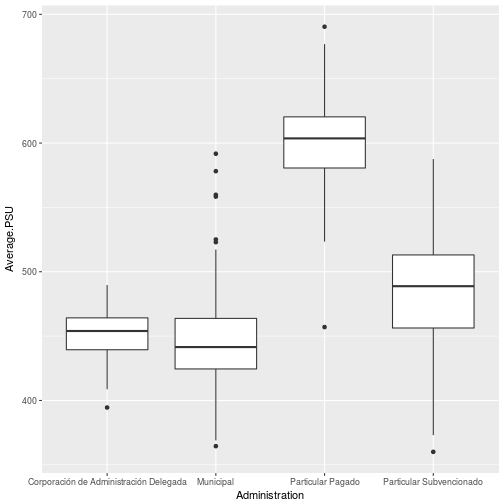 700
600
500
400
Average.PSU
Corporación de Administración Delegada Municipal Particular Pagado Particular Subvencionado
Administration